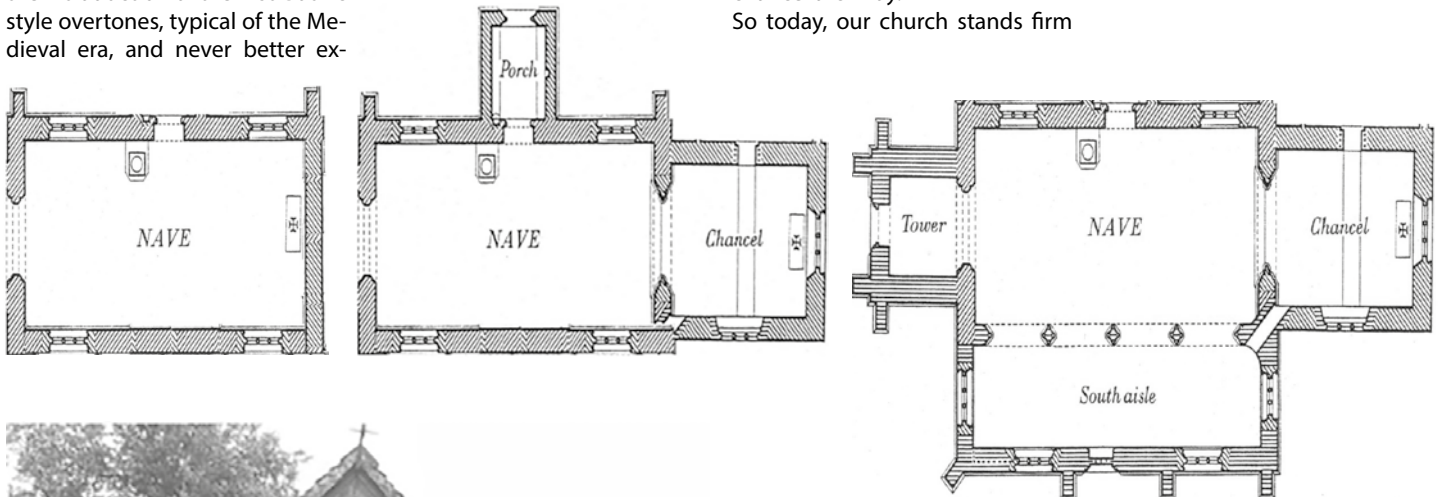 style overtones, typical of the Me-
dieval era, and never better ex-
So today, our church stands firm
Porch
NAVE
NAVE
Chancel
Tower
NAVE
Chancel
South aisle